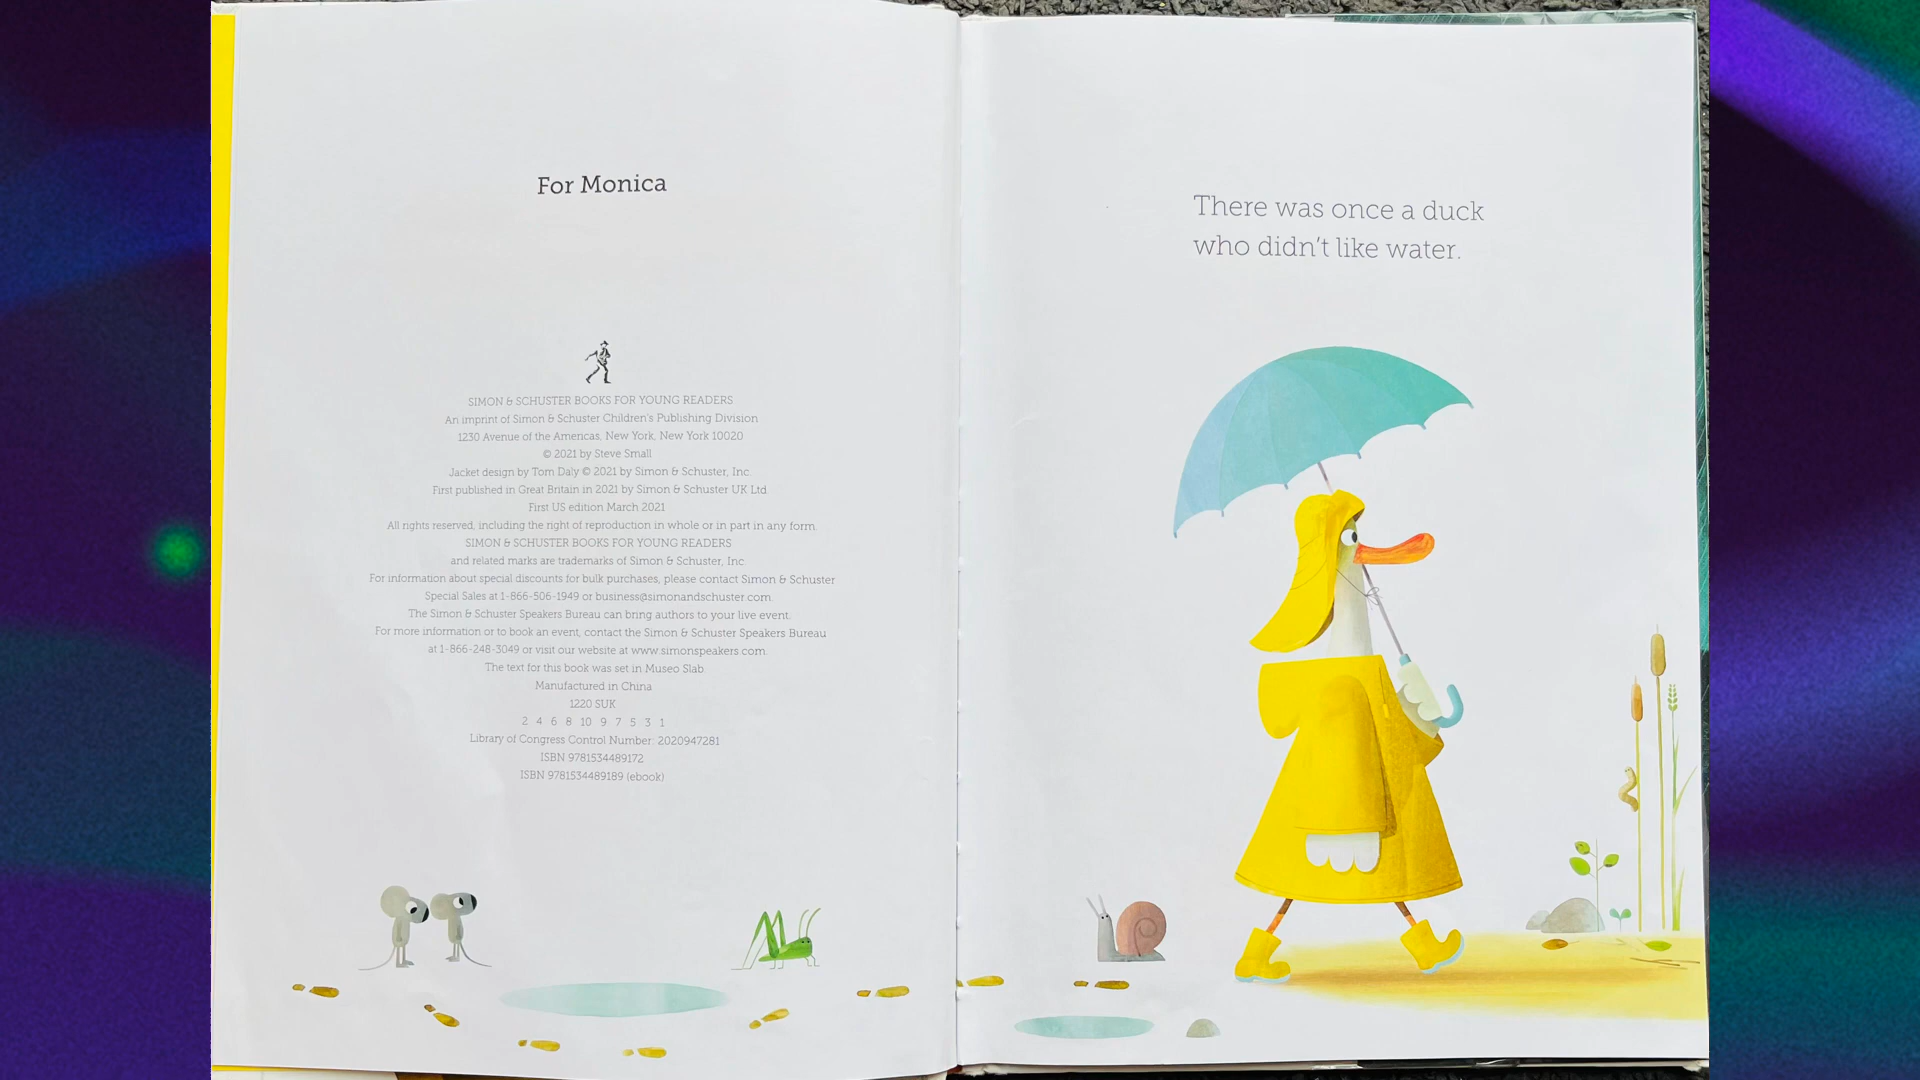 For Monica
SIMON & SCHUSTER BOOKS FOR YOUNG READERS
An imprint of Simon & Schuster Children's Publishing Division
1230 Avenue of the Americas, New York, New York 10020
© 2021 by Steve Small
Jacket design by Tom Daly © 2021 by Simon & Schuster, Inc.
First published in Great Britain in 2021 by Simon & Schuster UK Ltd
First US edition March 2021
All rights reserved, including the right of reproduction in whole or in part in any form.
SIMON & SCHUSTER BOOKS FOR YOUNG READERS
and related marks are trademarks of Simon & Schuster, Inc
For information about special discounts for bulk purchases, please contact Simon & Schuster
Special Sales at 1-866-506-1949 or business@simonandschuster.com.
The Simon & Schuster Speakers Bureau can bring authors to your live event.
For more information or to book an event, contact the Simon & Schuster Speakers Bureau
at 1-866-248-3049 or visit our website at www.simonspeakers.com.
The text for this book was set in Museo Slab.
Manufactured in China
1220 SUK
2 4 6 8 10 9 7 5 3 1
Library of Congress Control Number: 2020947281
ISBN 9781534489172
ISBN 9781534489189 (ebook)
There was once a duck
who didn't like water.